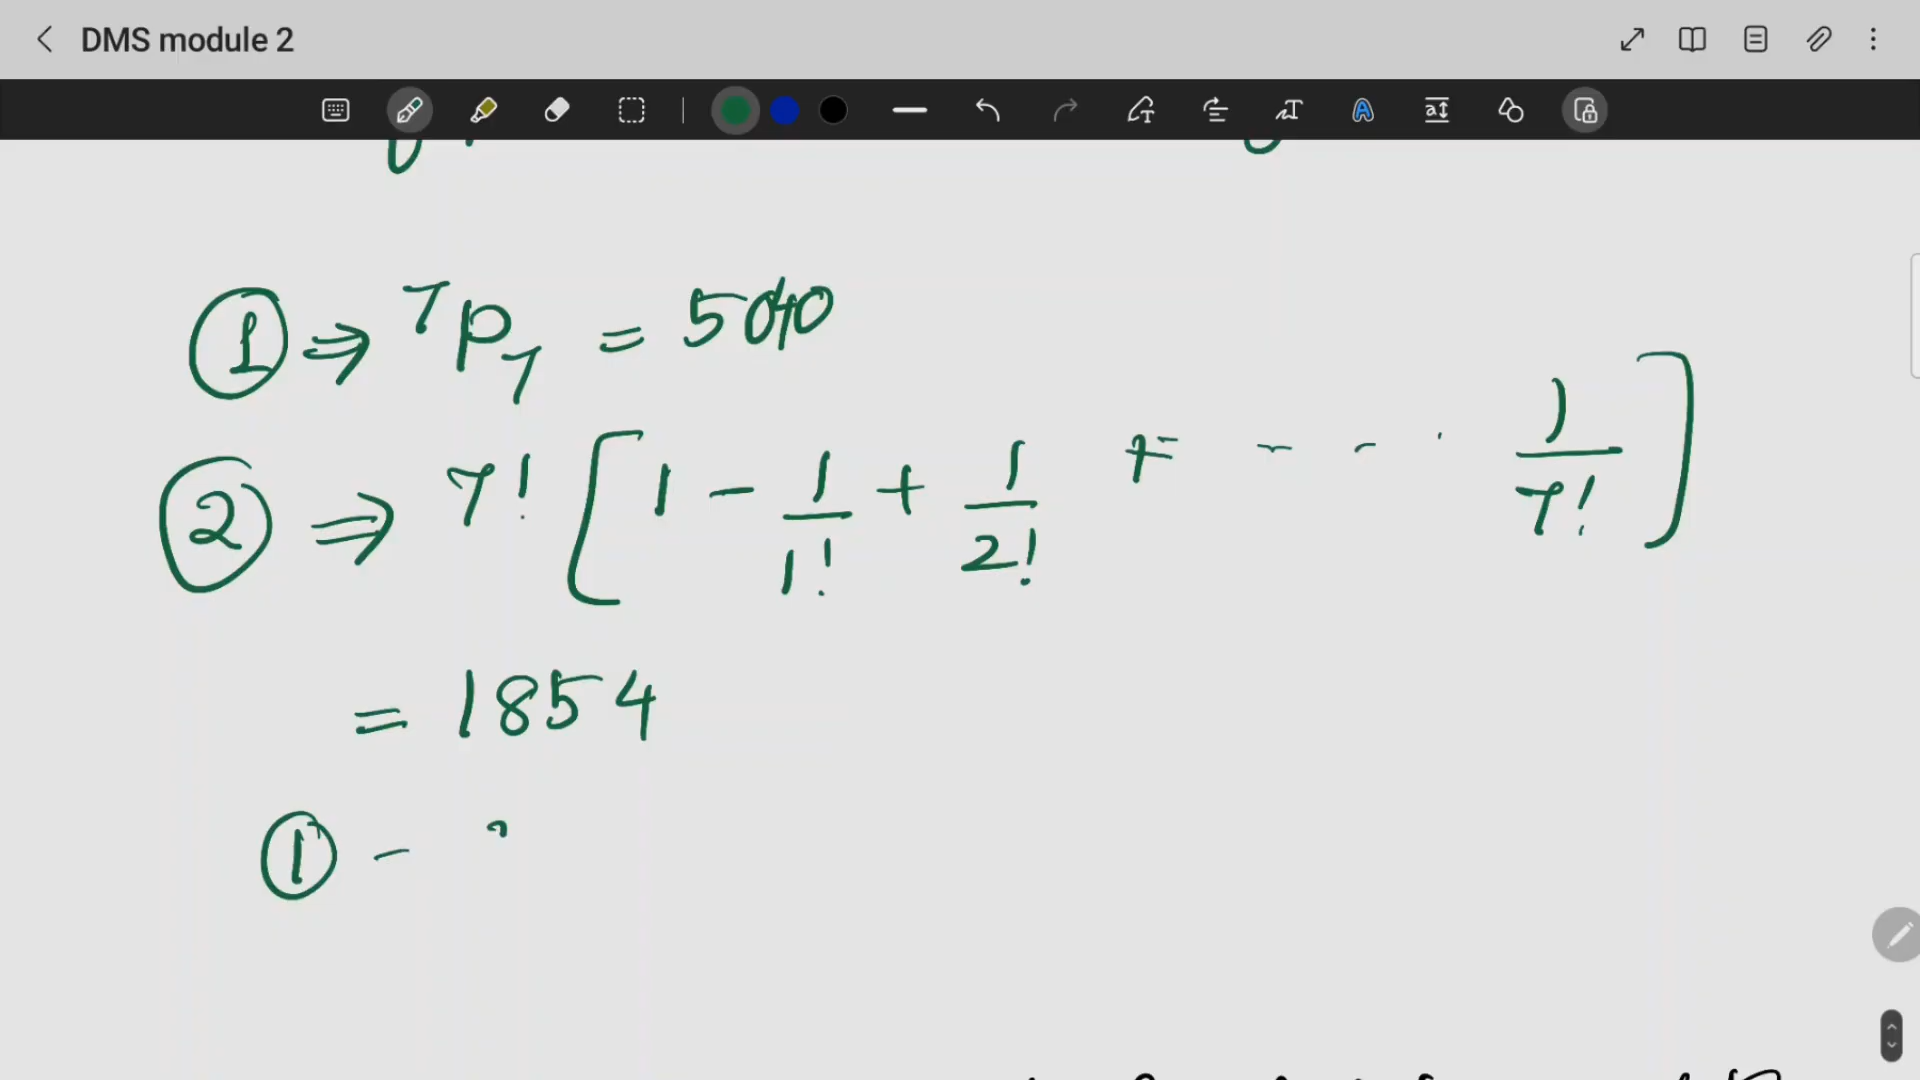 DMS module 2
① ⇒ ⁷P₇ = 5040
② ⇒ 7! [1 - 1/1! + 1/2! + - - - . 1/7!]
= 1854
① -